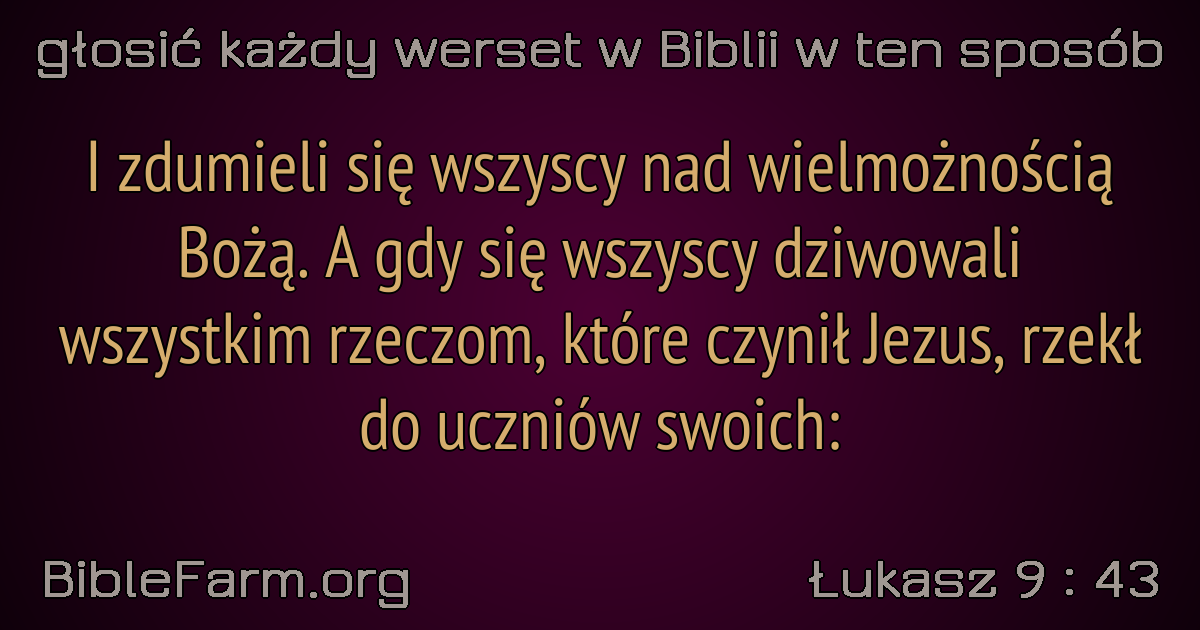 głosić każdy werset w Biblii w ten sposób
I zdumieli się wszyscy nad wielmożnością
Bożą. A gdy się wszyscy dziwowali
wszystkim rzeczom, które czynił Jezus, rzekł
do uczniów swoich:
BibleFarm.org
Łukasz 9 : 43